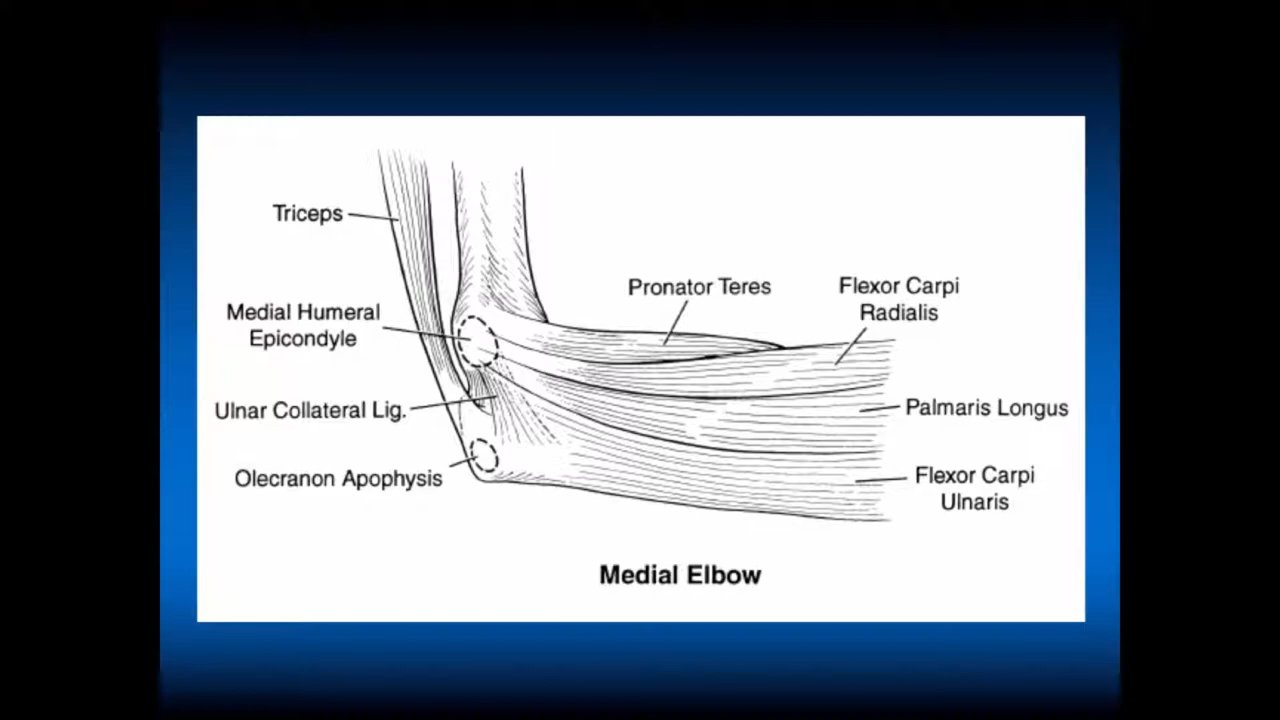 Triceps
Medial Humeral
Epicondyle
Ulnar Collateral Lig.
Olecranon Apophysis
Pronator Teres
Flexor Carpi
Radialis
Palmaris Longus
Flexor Carpi
Ulnaris
Medial Elbow